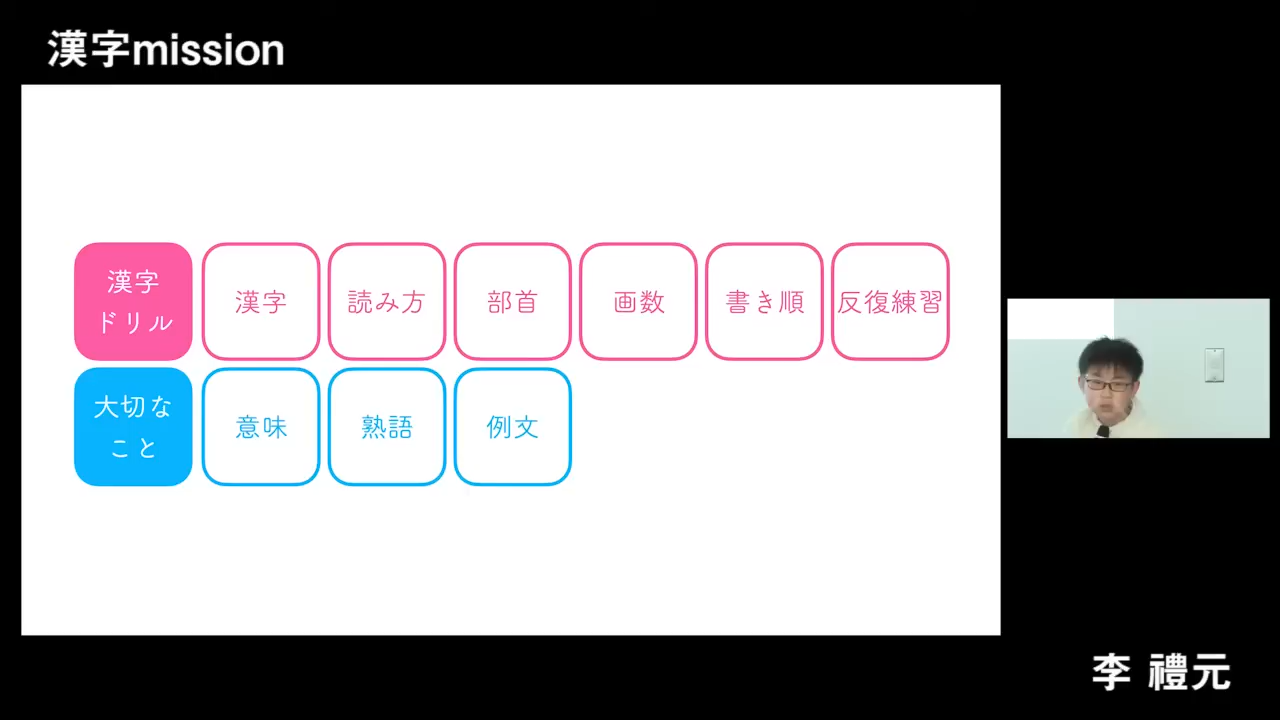 漢字mission
漢字
ドリル
漢字
読み方
部首
画数
書き順
反復練習
大切な
こと
意味
熟語
例文
李 禮元